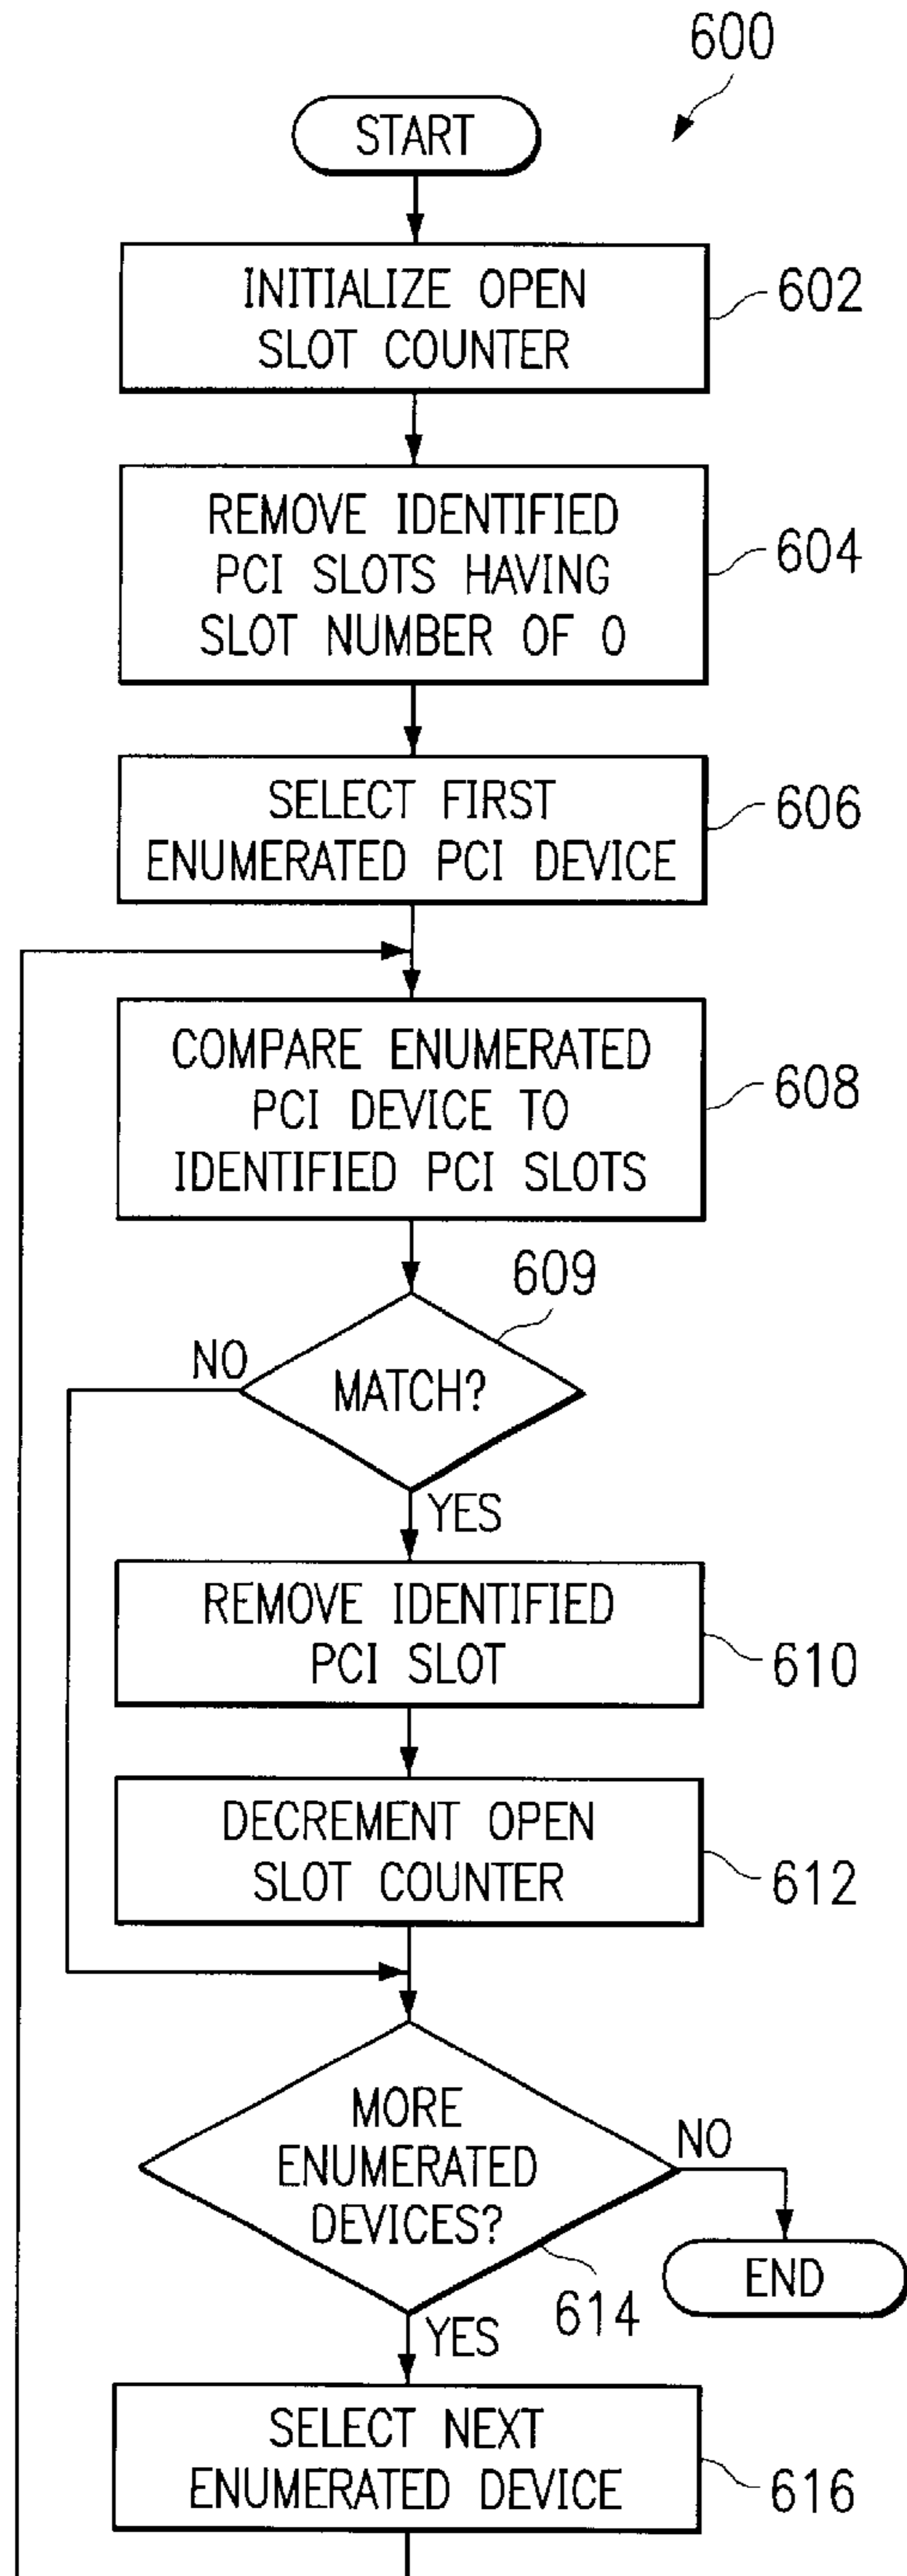 600
START
INITIALIZE OPEN
SLOT COUNTER
602
REMOVE IDENTIFIED
PCI SLOTS HAVING
SLOT NUMBER OF 0
604
SELECT FIRST
ENUMERATED PCI DEVICE
606
COMPARE ENUMERATED
PCI DEVICE TO
IDENTIFIED PCI SLOTS
608
609
NO
MATCH?
YES
REMOVE IDENTIFIED
PCI SLOT
610
DECREMENT OPEN
SLOT COUNTER
612
MORE
ENUMERATED
DEVICES?
NO
614
END
YES
SELECT NEXT
ENUMERATED DEVICE
616